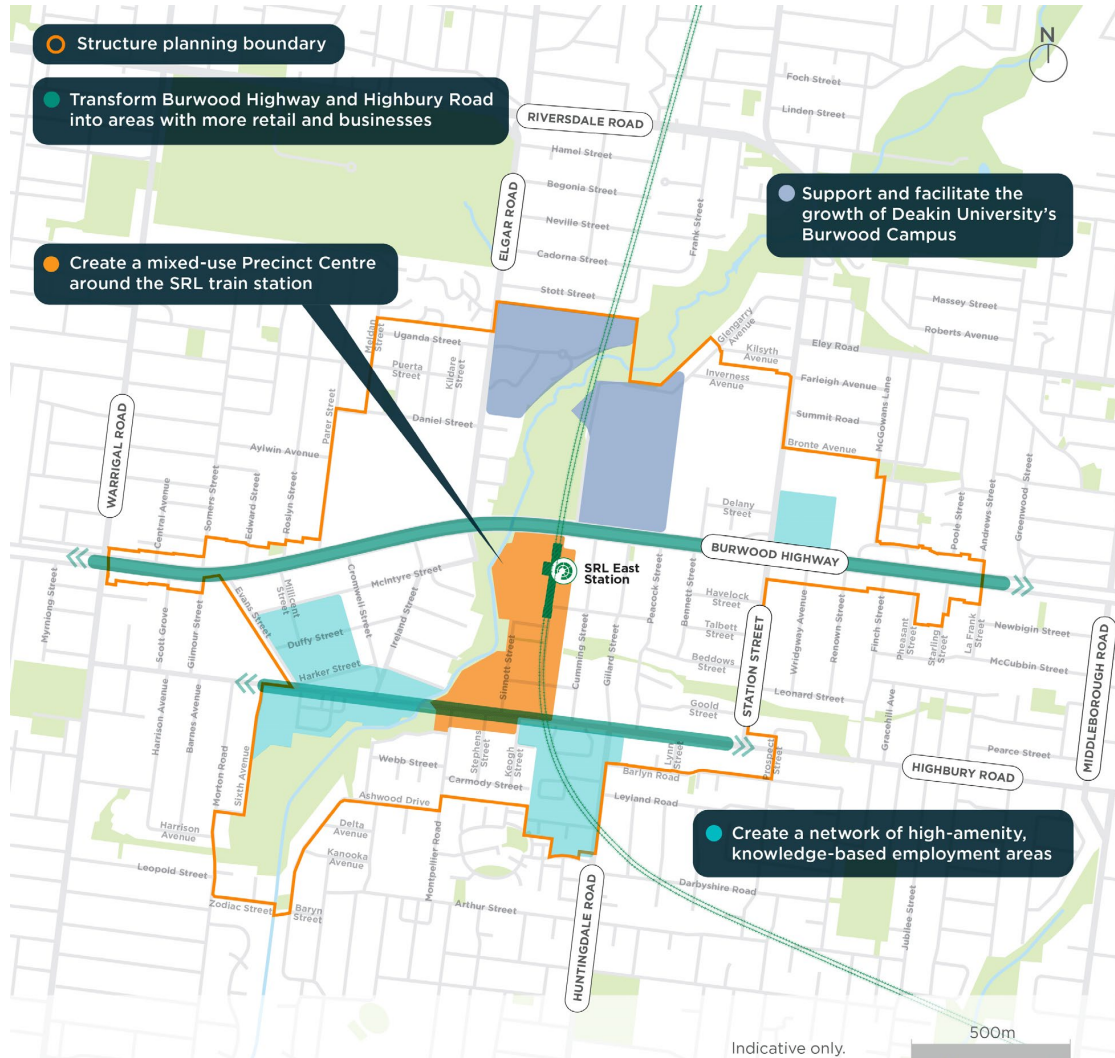 Structure planning boundary
N
Transform Burwood Highway and Highbury Road
into areas with more retail and businesses
Foch Street
Linden Street
RIVERSDALE ROAD
Hamel Street
Begonia Street
Neville Street
Cadorna Street
Stott Street
Frank Street
ELGAR ROAD
Support and facilitate the
growth of Deakin University's
Burwood Campus
Create a mixed-use Precinct Centre
around the SRL train station
Massey Street
Roberts Avenue
Glengarry
Avenue
Kilsyth
Avenue
Eley Road
Meldan
Street
Uganda Street
Puerta
Street
Kildare
Street
Inverness
Avenue
Farleigh Avenue
McGowans Lane
Summit Road
Bronte Avenue
Daniel Street
Parer Street
Aylwin Avenue
WARRIGAL ROAD
Central Avenue
Somers Street
Edward Street
Roslyn Street
Delany
Street
Poole Street
Andrews Street
Greenwood Street
BURWOOD HIGHWAY
SRL East
Station
McIntyre Street
Cromwell Street
Ireland Street
Millicent
Street
Evans Street
Duffy Street
Harker Street
Myrniong Street
Scott Grove
Gilmour Street
Peacock Street
Bennett Street
Havelock
Street
Talbett
Street
Beddows
Street
STATION STREET
Wridgway Avenue
Renown Street
Finch Street
Pheasant
Street
Starling
Street
La Frank
Street
Newbigin Street
McCubbin Street
MIDDLEBOROUGH ROAD
Sinnott Street
Cumming Street
Gillard Street
Leonard Street
Goold
Street
Gracehill Ave
Pearce Street
HIGHBURY ROAD
Harrison Avenue
Barnes Avenue
Morton Road
Sixth Avenue
Webb Street
Stephens
Street
Keogh
Street
Carmody Street
Lynn
Street
Barlyn Road
Prospect
Street
Ashwood Drive
Leyland Road
Harrison
Avenue
Delta
Avenue
Kanooka
Avenue
Montpellier Road
Create a network of high-amenity,
knowledge-based employment areas
Leopold Street
Zodiac Street
Baryn
Street
Arthur Street
HUNTINGDALE ROAD
Darbyshire Road
Jubilee Street
500m
Indicative only.